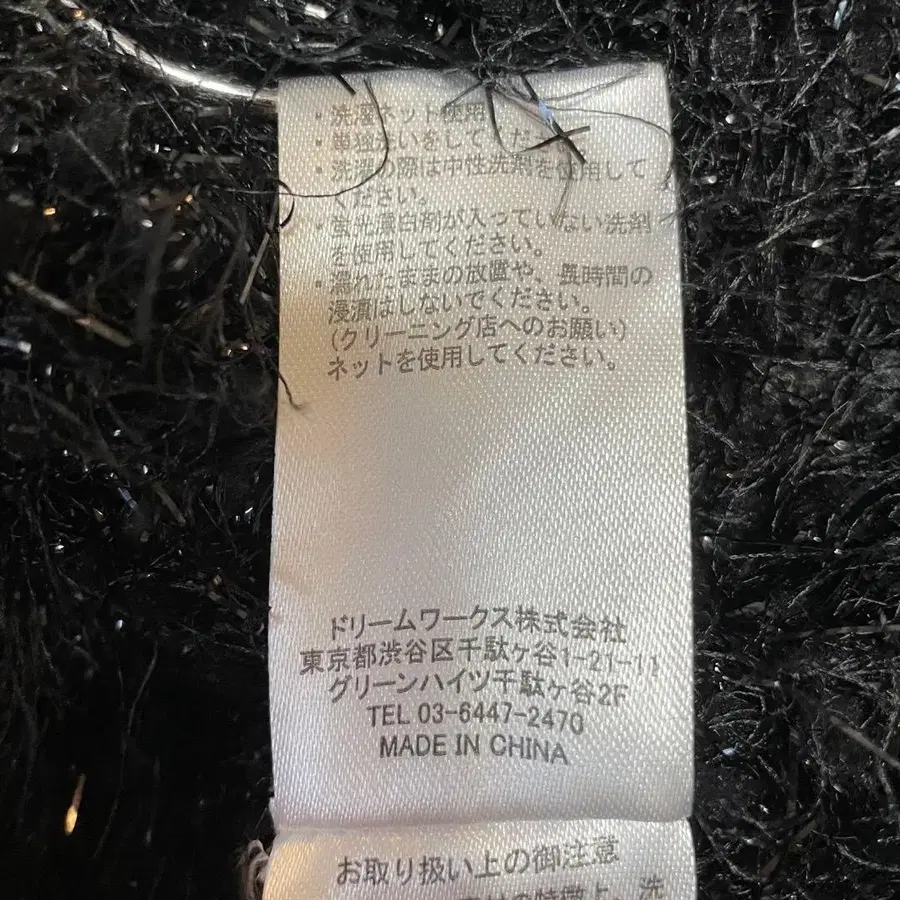 ・洗濯ネット使用
・単独洗いをしてください。
・洗濯の際は中性洗剤を使用して
ください。
・蛍光漂白剤が入っていない洗剤
を使用してください。
・濡れたままの放置や、長時間の
浸漬はしないでください。
(クリーニング店へのお願い)
ネットを使用してください。
ドリームワークス株式会社
東京都渋谷区千駄ヶ谷1-21-11
グリーンハイツ千駄ヶ谷2F
TEL 03-6447-2470
MADE IN CHINA
お取り扱い上の御注意
の特徴上、洗